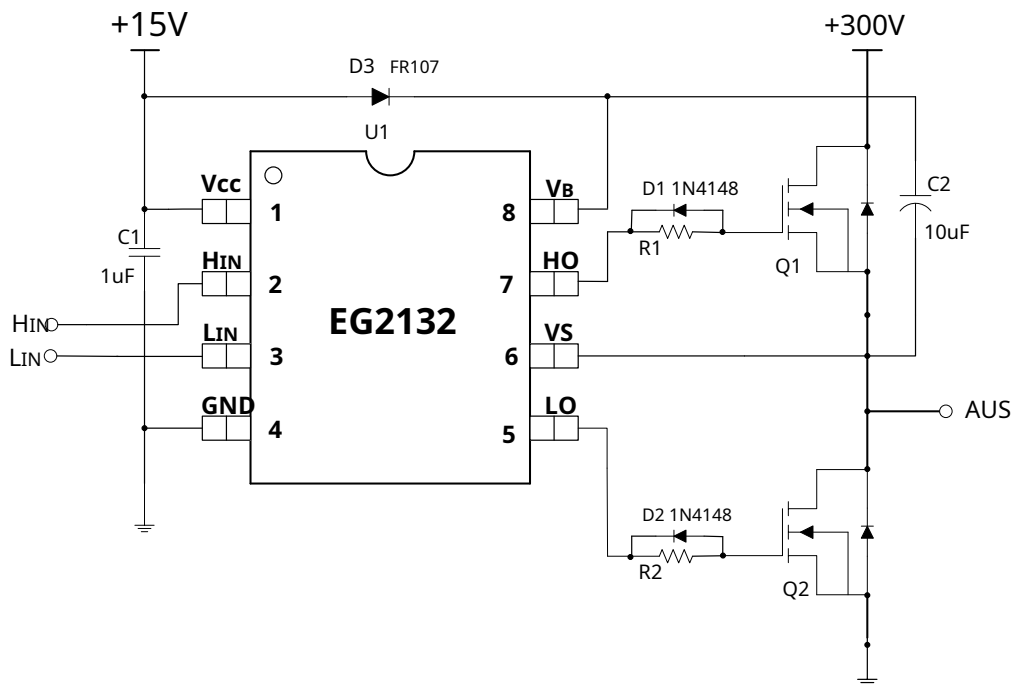 +15V
+300V
D3 FR107
U1
Vcc
1
VB
8
D1 1N4148
R1
C2
10uF
C1
1uF
HIN
2
HO
7
Q1
EG2132
HIN
LIN
LIN
3
VS
6
GND
4
LO
5
AUS
D2 1N4148
R2
Q2